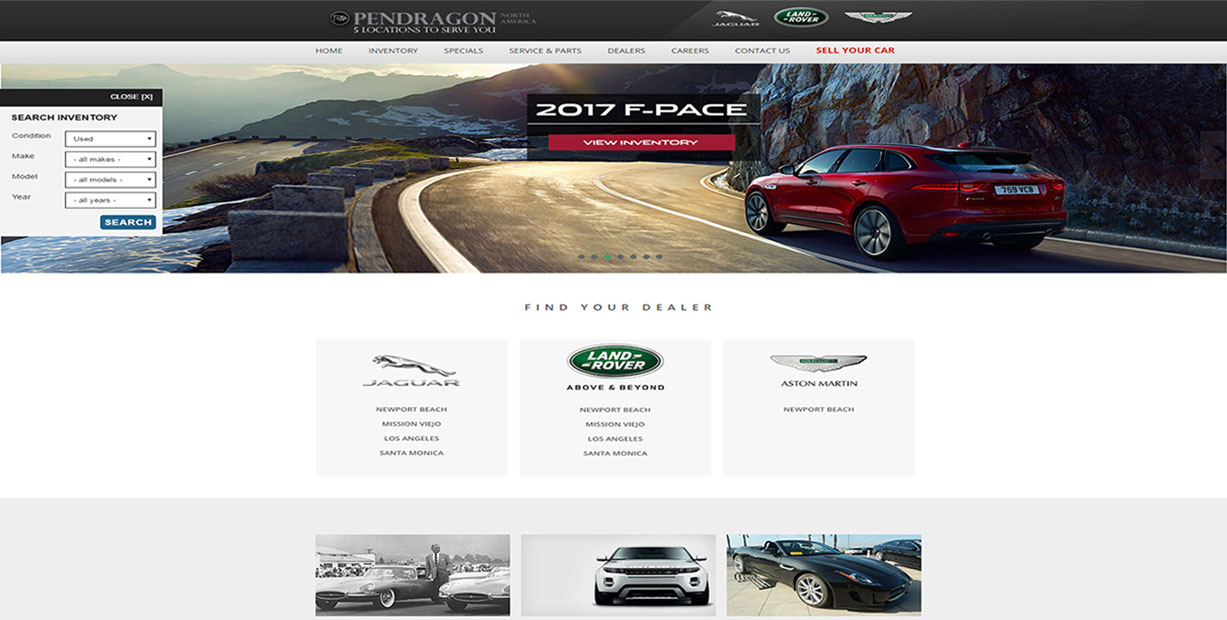 PENDRAGON NORTH AMERICA
5 LOCATIONS TO SERVE YOU
JAGUAR
LAND ROVER
HOME INVENTORY SPECIALS SERVICE & PARTS DEALERS CAREERS CONTACT US SELL YOUR CAR
CLOSE [X]
SEARCH INVENTORY
Condition Used
Make - all makes -
Model - all models -
Year - all years -
SEARCH
2017 F-PACE
VIEW INVENTORY
759 VCB
FIND YOUR DEALER
JAGUAR
NEWPORT BEACH
MISSION VIEJO
LOS ANGELES
SANTA MONICA
LAND ROVER
ABOVE & BEYOND
NEWPORT BEACH
MISSION VIEJO
LOS ANGELES
SANTA MONICA
ASTON MARTIN
NEWPORT BEACH